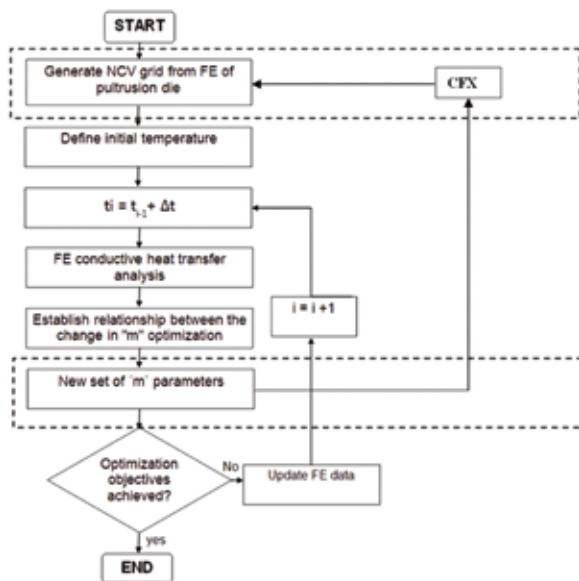 START
Generate NCV grid from FE of
pultrusion die
CFX
Define initial temperature
ti = t i-1 + Δt
FE conductive heat transfer
analysis
i = i +1
Establish relationship between the
change in "m" optimization
New set of `m` parameters
Optimization
objectives
achieved?
No
Update FE data
yes
END